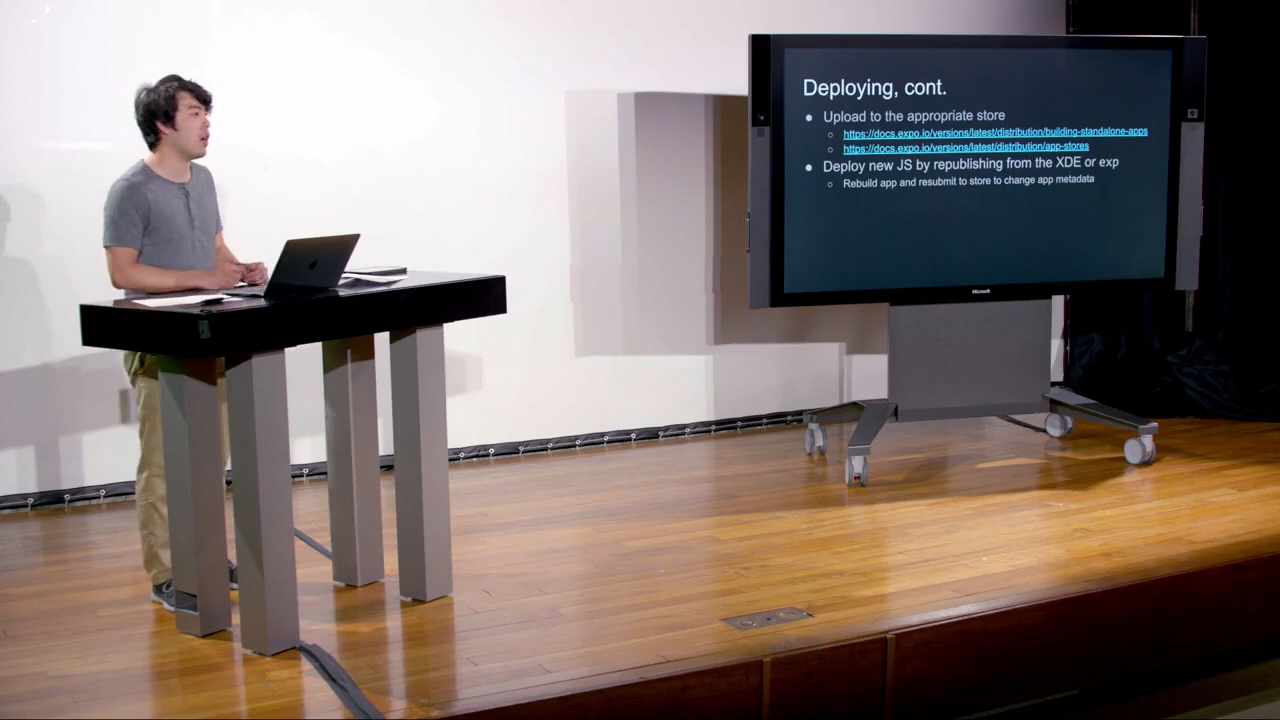 Deploying, cont.
● Upload to the appropriate store
○ https://docs.expo.io/versions/latest/distribution/building-standalone-apps
○ https://docs.expo.io/versions/latest/distribution/app-stores
● Deploy new JS by republishing from the XDE or exp
○ Rebuild app and resubmit to store to change app metadata
Microsoft